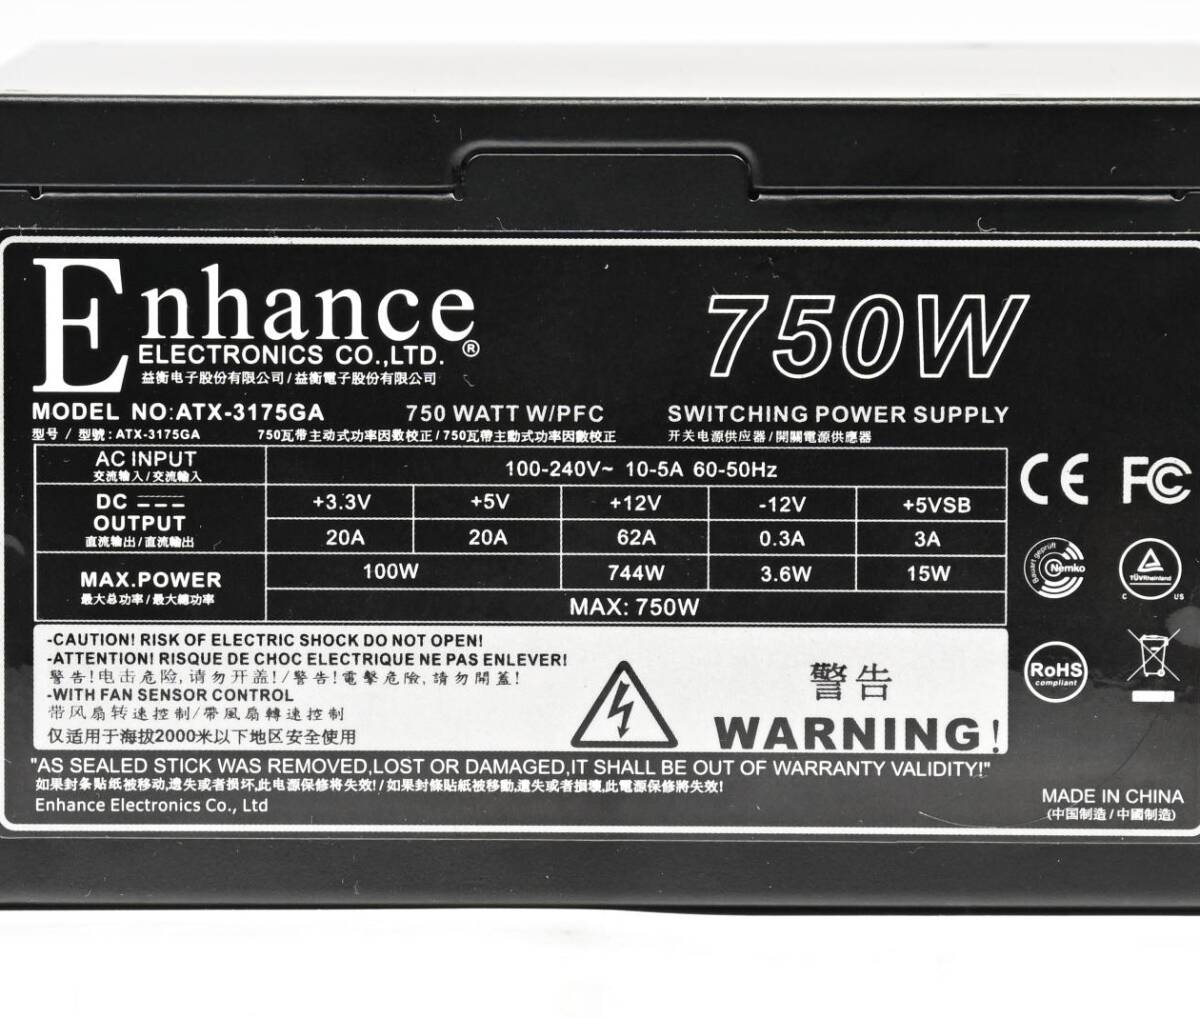 Enhance
ELECTRONICS CO.,LTD. ®
益衡电子股份有限公司/益衡電子股份有限公司
750W
MODEL NO:ATX-3175GA 750 WATT W/PFC SWITCHING POWER SUPPLY
型号 / 型號: ATX-3175GA 750瓦带主动式功率因数校正/750瓦帶主動式功率因數校正 开关电源供应器/開關電源供應器
AC INPUT 100-240V~ 10-5A 60-50Hz
交流输入/交流輸入
DC +3.3V +5V +12V -12V +5VSB
OUTPUT 20A 20A 62A 0.3A 3A
直流输出/直流輸出
MAX.POWER 100W 744W 3.6W 15W
最大总功率/最大總功率 MAX: 750W
CE FC
Bauart geprüft Nemko
TÜVRheinland
C US
RoHS
compliant
-CAUTION! RISK OF ELECTRIC SHOCK DO NOT OPEN!
-ATTENTION! RISQUE DE CHOC ELECTRIQUE NE PAS ENLEVER!
警告!电击危险,请勿开盖!/警告!電擊危險,請勿開蓋!
-WITH FAN SENSOR CONTROL
带风扇转速控制/帶風扇轉速控制
仅适用于海拔2000米以下地区安全使用
警告
WARNING!
"AS SEALED STICK WAS REMOVED,LOST OR DAMAGED,IT SHALL BE OUT OF WARRANTY VALIDITY!"
如果封条贴纸被移动,遗失或者损坏,此电源保修将失效!/如果封條貼紙被移動,遺失或者損壞,此電源保修將失效!
Enhance Electronics Co., Ltd
MADE IN CHINA
(中国制造/中國製造)